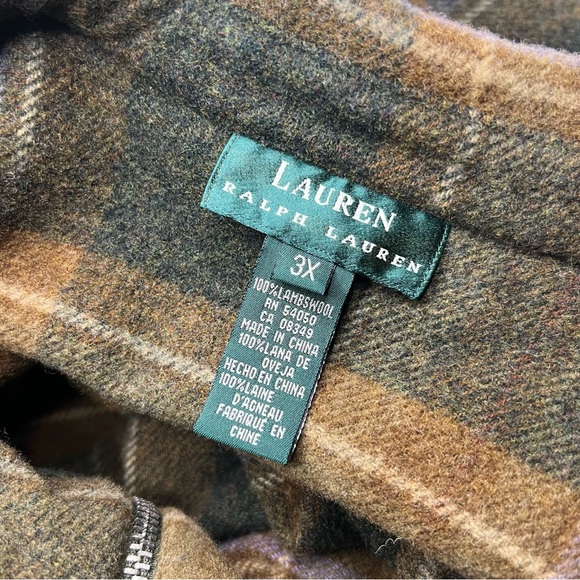 LAUREN
RALPH LAUREN
3X
100%LAMBSWOOL
RN 54050
CA 08349
MADE IN CHINA
100%LANA DE
OVEJA
HECHO EN CHINA
100%LAINE
D'AGNEAU
FABRIQUÉ EN
CHINE